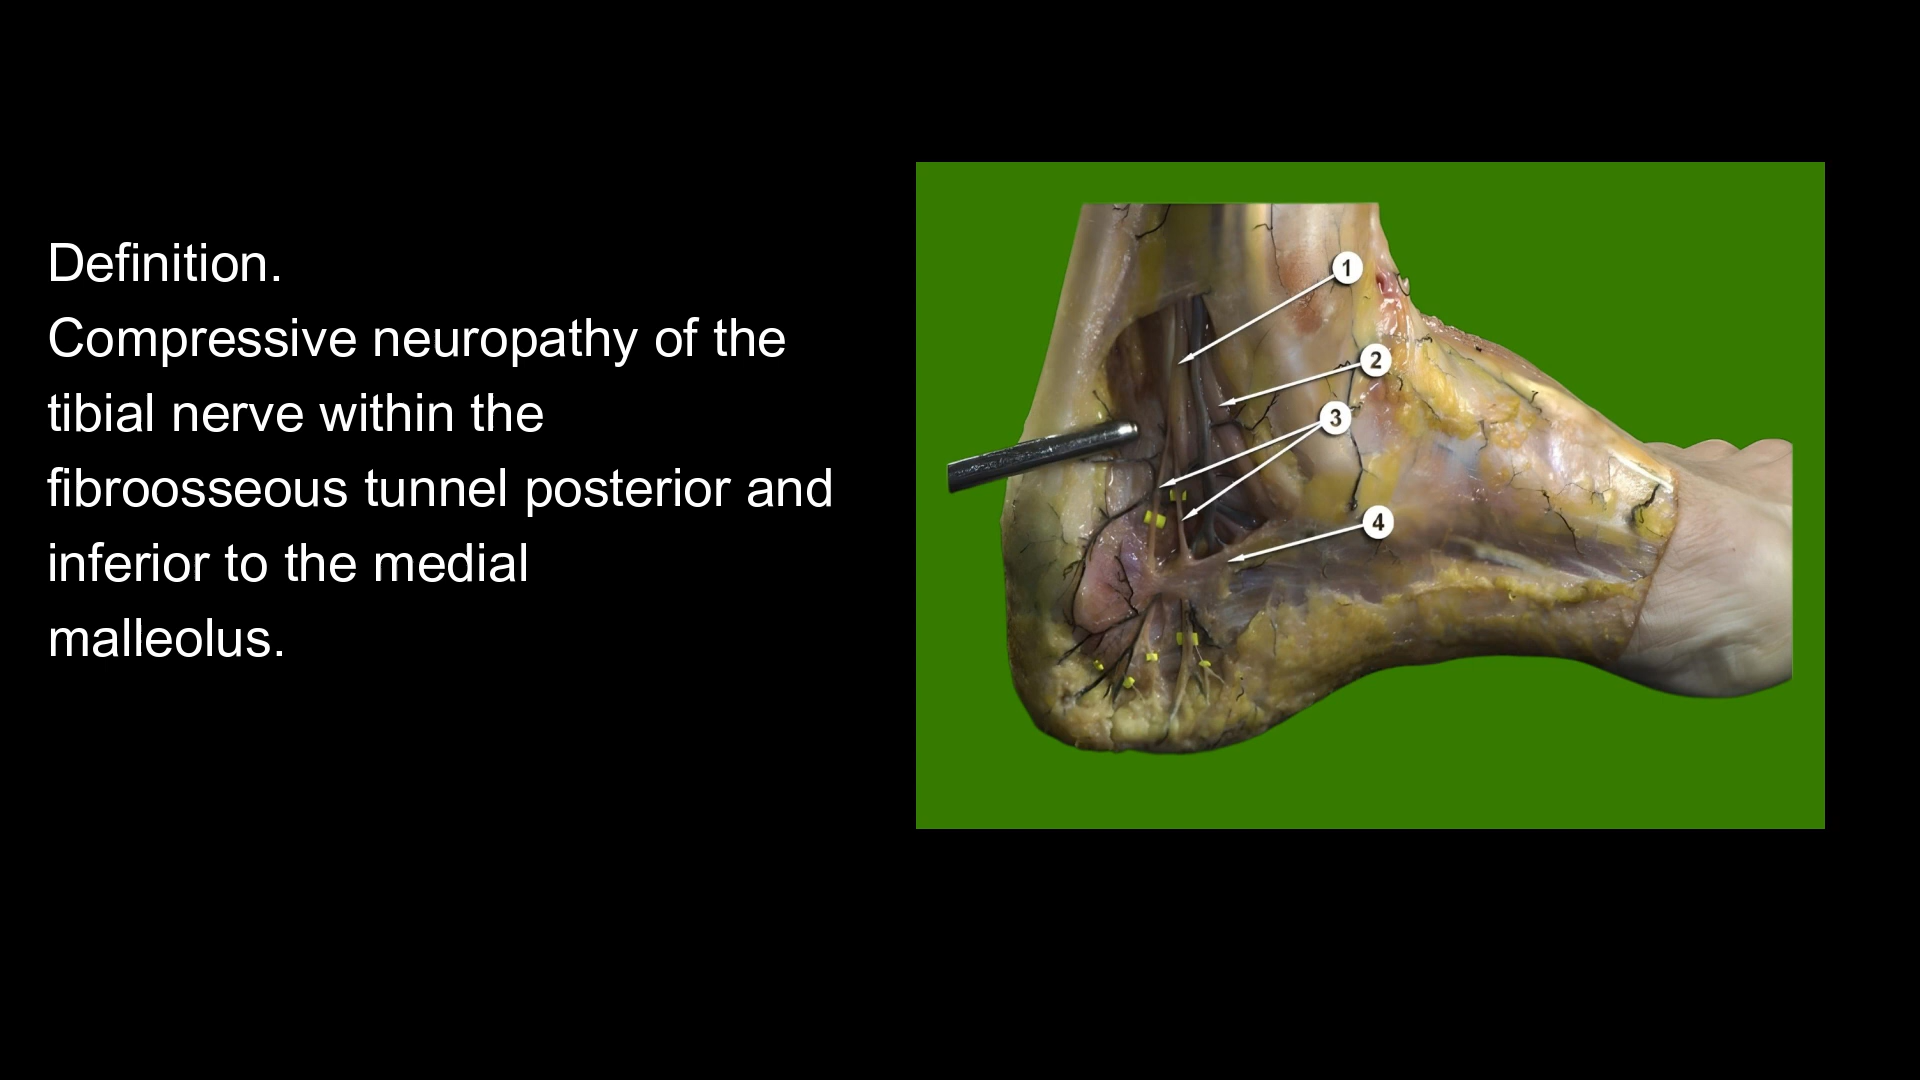 Definition.
Compressive neuropathy of the
tibial nerve within the
fibroosseous tunnel posterior and
inferior to the medial
malleolus.
1
2
3
4